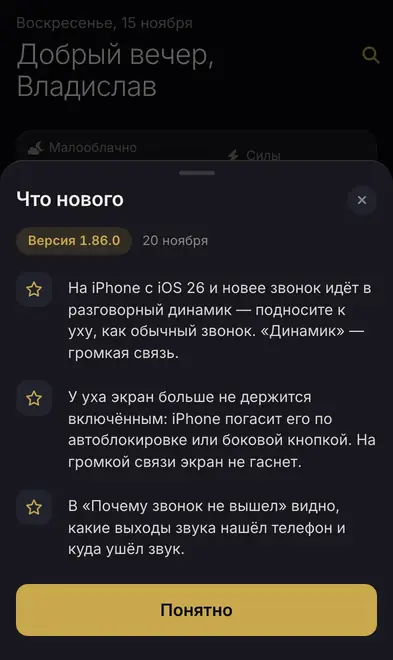 Воскресенье, 15 ноября
Добрый вечер,
Владислав
Малооблачно
Силы
Что нового
Версия 1.86.0 20 ноября
На iPhone с iOS 26 и новее звонок идёт в
разговорный динамик — подносите к
уху, как обычный звонок. «Динамик» —
громкая связь.
У уха экран больше не держится
включённым: iPhone погасит его по
автоблокировке или боковой кнопкой. На
громкой связи экран не гаснет.
В «Почему звонок не вышел» видно,
какие выходы звука нашёл телефон и
куда ушёл звук.
Понятно